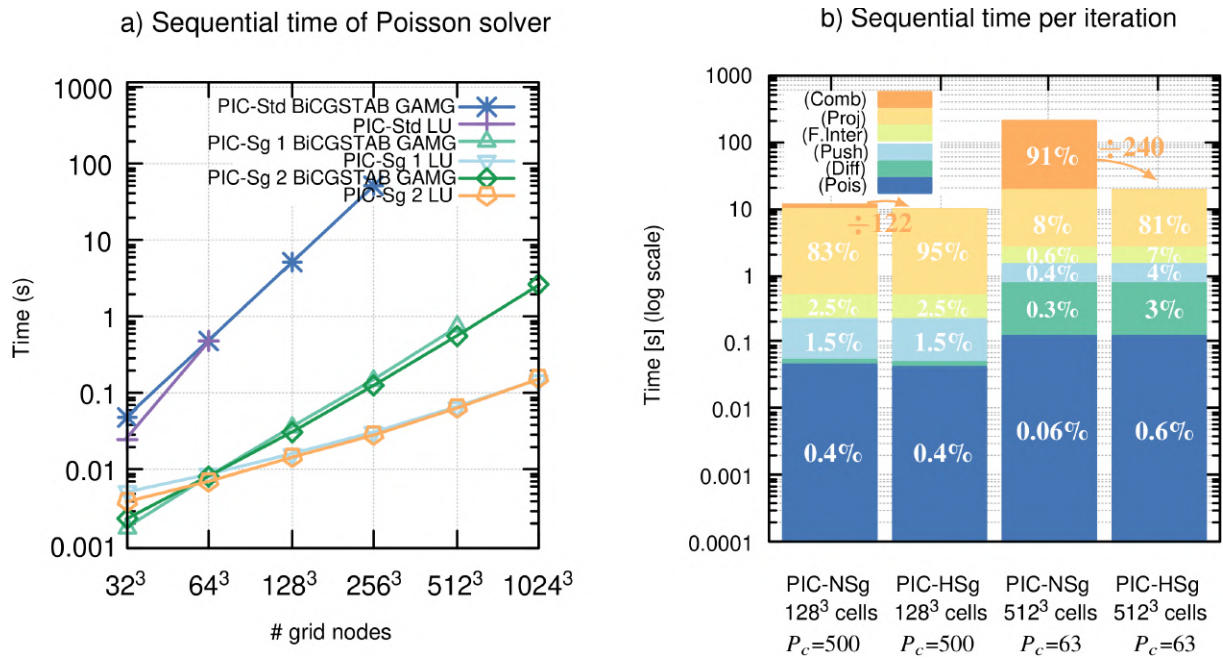 a) Sequential time of Poisson solver
1000
100
10
1
0.1
0.01
0.001
Time (s)
PIC-Std BiCGSTAB GAMG
PIC-Std LU
PIC-Sg 1 BiCGSTAB GAMG
PIC-Sg 1 LU
PIC-Sg 2 BiCGSTAB GAMG
PIC-Sg 2 LU
32³ 64³ 128³ 256³ 512³ 1024³
# grid nodes
b) Sequential time per iteration
1000
100
10
1
0.1
0.01
0.001
0.0001
Time [s] (log scale)
(Comb)
(Proj)
(F.Inter)
(Push)
(Diff)
(Pois)
÷122
÷240
83%
2.5%
1.5%
0.4%
95%
2.5%
1.5%
0.4%
91%
8%
0.6%
0.4%
0.3%
0.06%
81%
7%
4%
3%
0.6%
PIC-NSg PIC-HSg PIC-NSg PIC-HSg
128³ cells 128³ cells 512³ cells 512³ cells
P_c=500 P_c=500 P_c=63 P_c=63